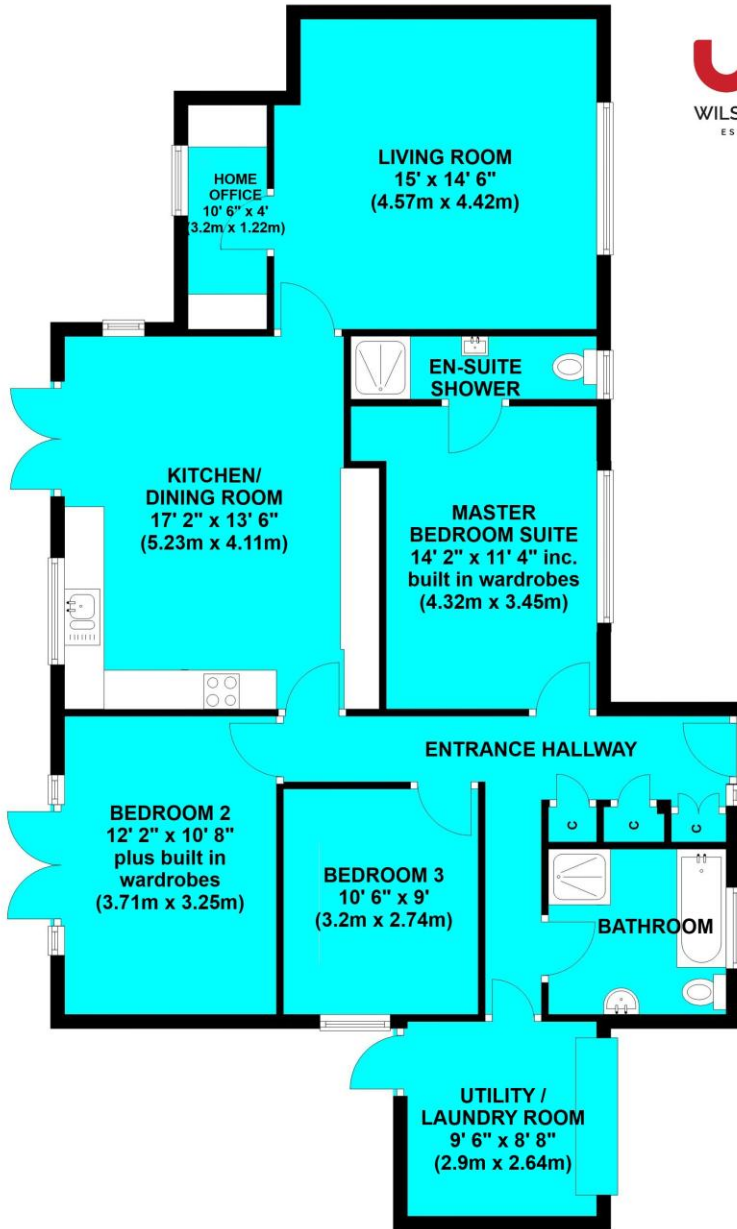 WILS
ES
LIVING ROOM
15' x 14' 6"
(4.57m x 4.42m)
HOME
OFFICE
10' 6" x 4'
(3.2m x 1.22m)
EN-SUITE
SHOWER
KITCHEN/
DINING ROOM
17' 2" x 13' 6"
(5.23m x 4.11m)
MASTER
BEDROOM SUITE
14' 2" x 11' 4" inc.
built in wardrobes
(4.32m x 3.45m)
ENTRANCE HALLWAY
C
C
C
BEDROOM 2
12' 2" x 10' 8"
plus built in
wardrobes
(3.71m x 3.25m)
BEDROOM 3
10' 6" x 9'
(3.2m x 2.74m)
BATHROOM
UTILITY /
LAUNDRY ROOM
9' 6" x 8' 8"
(2.9m x 2.64m)